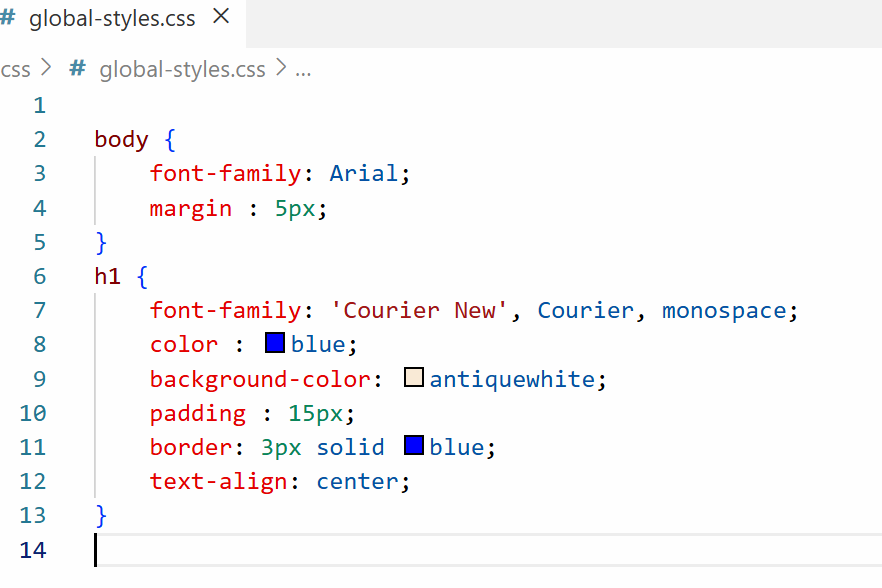 # global-styles.css ×
css > # global-styles.css > ...
1
2 body {
3 font-family: Arial;
4 margin : 5px;
5 }
6 h1 {
7 font-family: 'Courier New', Courier, monospace;
8 color : blue;
9 background-color: antiquewhite;
10 padding : 15px;
11 border: 3px solid blue;
12 text-align: center;
13 }
14